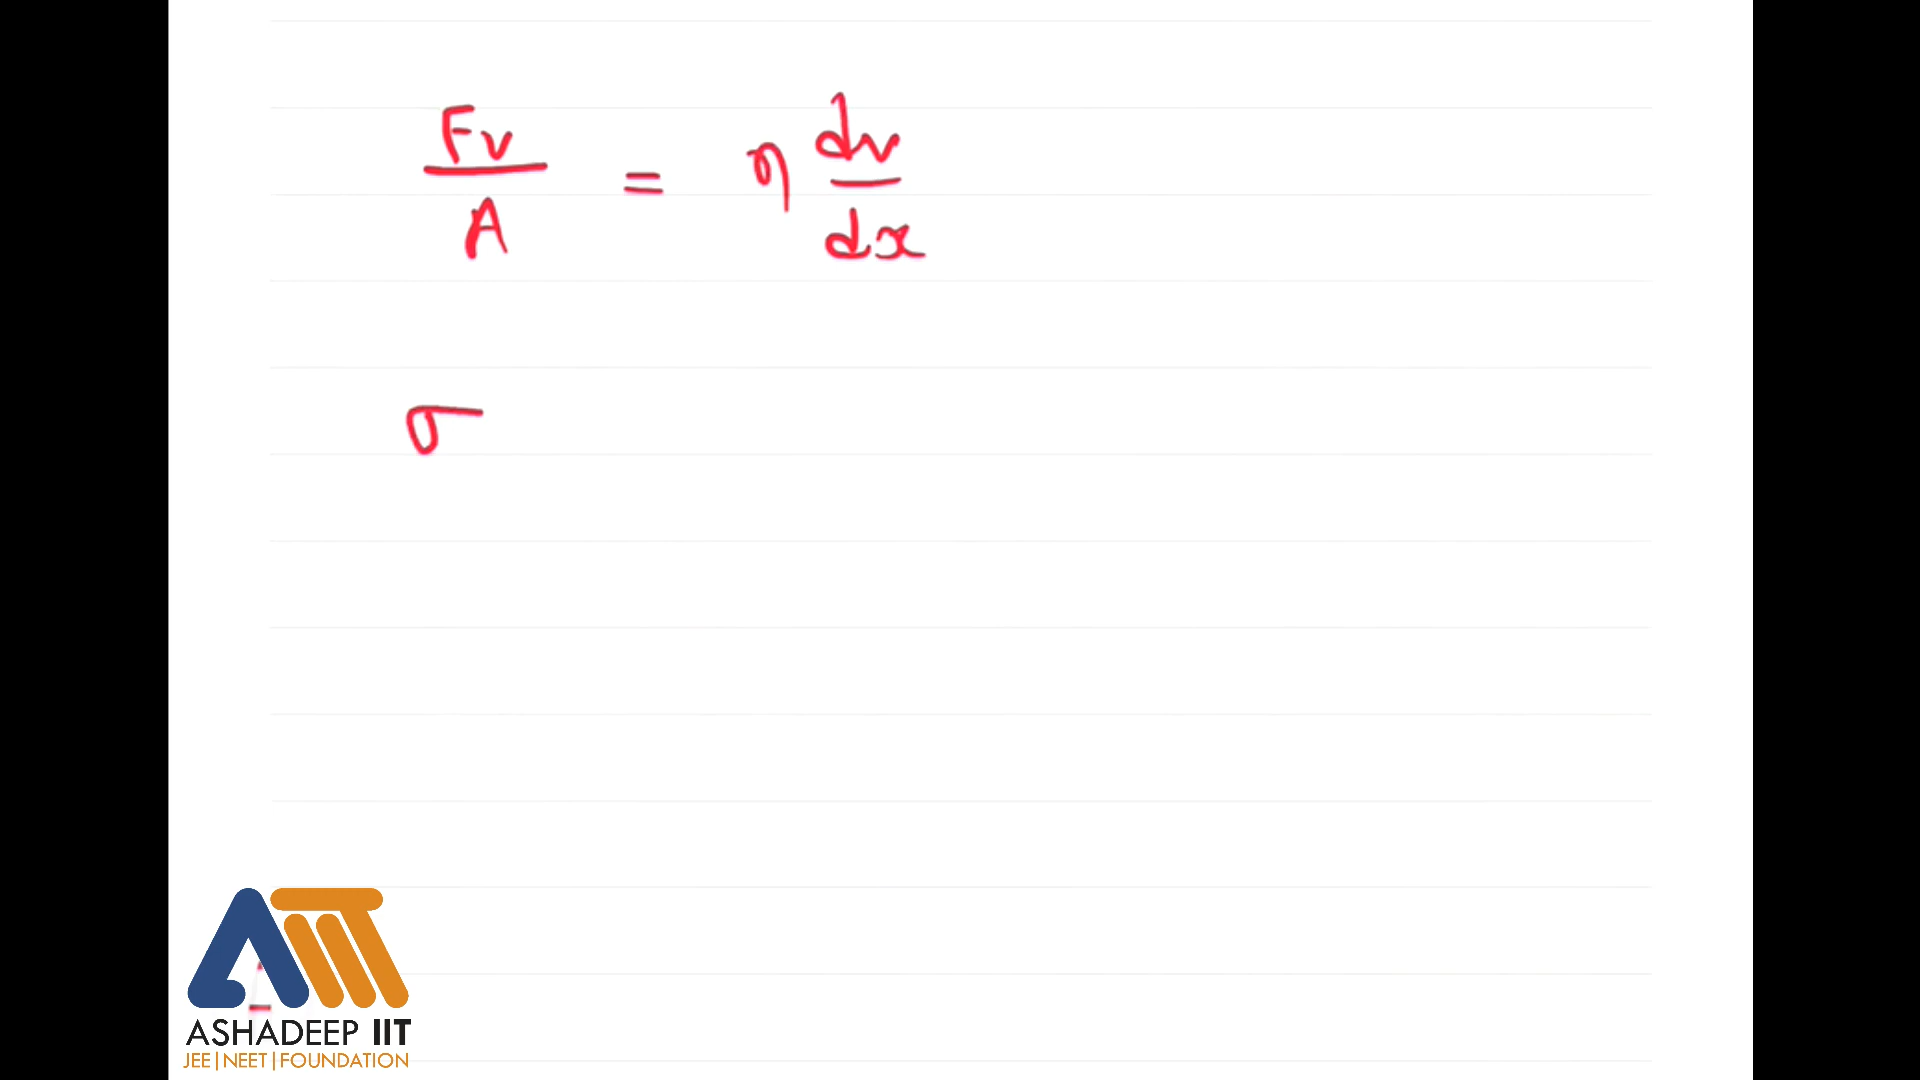 Fv/A = η dv/dx
σ
ASHADEEP IIT
JEE|NEET|FOUNDATION